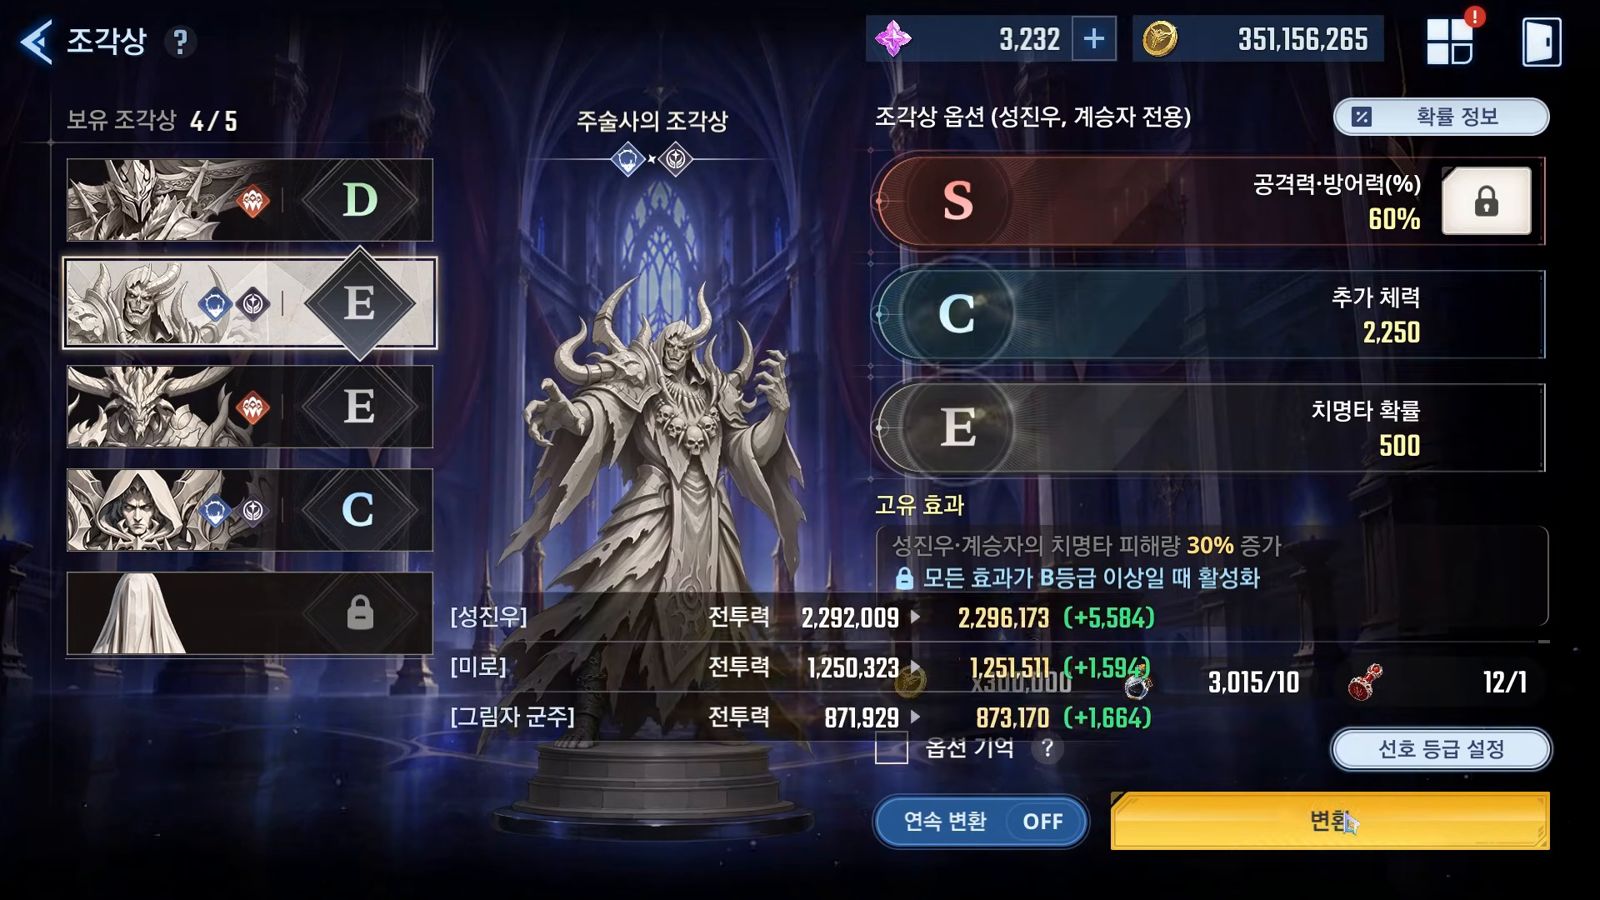 조각상 ?
3,232 +
351,156,265
!
보유 조각상 4/5
D
E
E
C
주술사의 조각상
조각상 옵션 (성진우, 계승자 전용)
확률 정보
S
공격력·방어력(%)
60%
C
추가 체력
2,250
E
치명타 확률
500
고유 효과
성진우·계승자의 치명타 피해량 30% 증가
모든 효과가 B등급 이상일 때 활성화
[성진우] 전투력 2,292,009 2,296,173 (+5,584)
[미로] 전투력 1,250,323 1,251,511 (+1,594)
x300,000
3,015/10
12/1
[그림자 군주] 전투력 871,929 873,170 (+1,664)
옵션 기억 ?
선호 등급 설정
연속 변환 OFF
변환